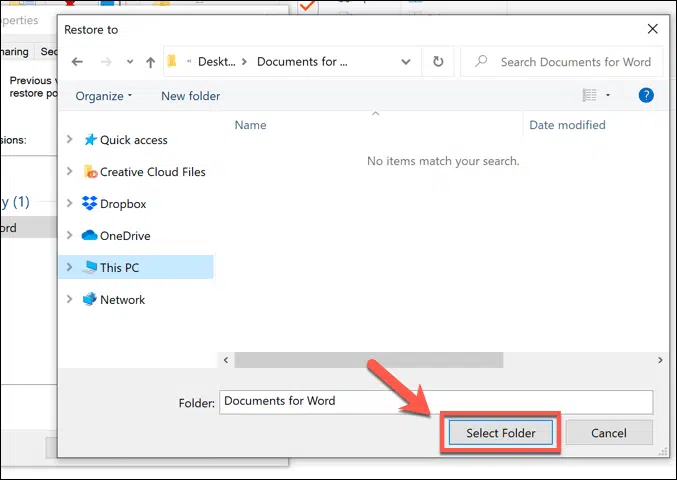 operties
Restore to
haring
Sec
Previous v
restore po
sions:
y (1)
ord
« Deskt... > Documents for ...
Search Documents for Word
Organize
New folder
Name
Date modified
No items match your search.
Quick access
Creative Cloud Files
Dropbox
OneDrive
This PC
Network
Folder: Documents for Word
Select Folder
Cancel